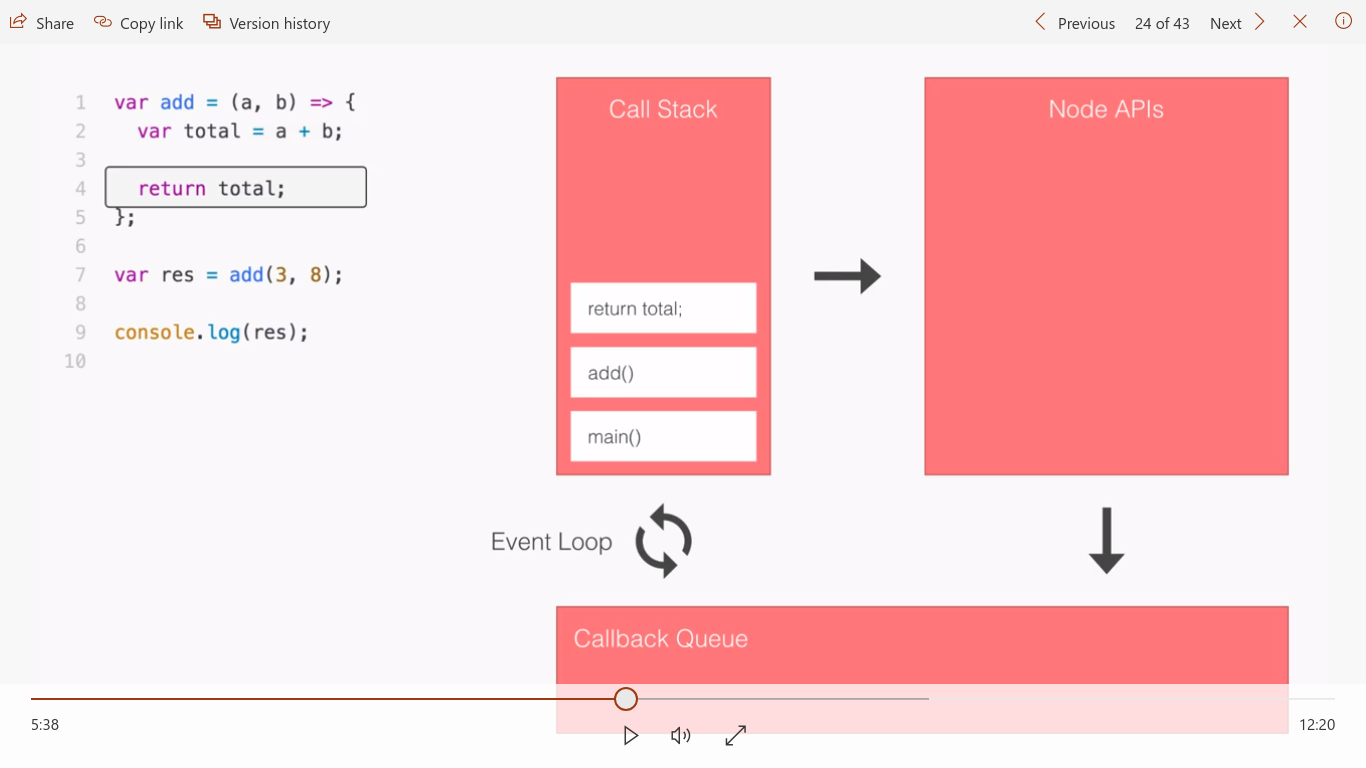 Share Copy link Version history Previous 24 of 43 Next
1 var add = (a, b) => {
2 var total = a + b;
3
4 return total;
5 };
6
7 var res = add(3, 8);
8
9 console.log(res);
10
Call Stack
return total;
add()
main()
Node APIs
Event Loop
Callback Queue
5:38
12:20